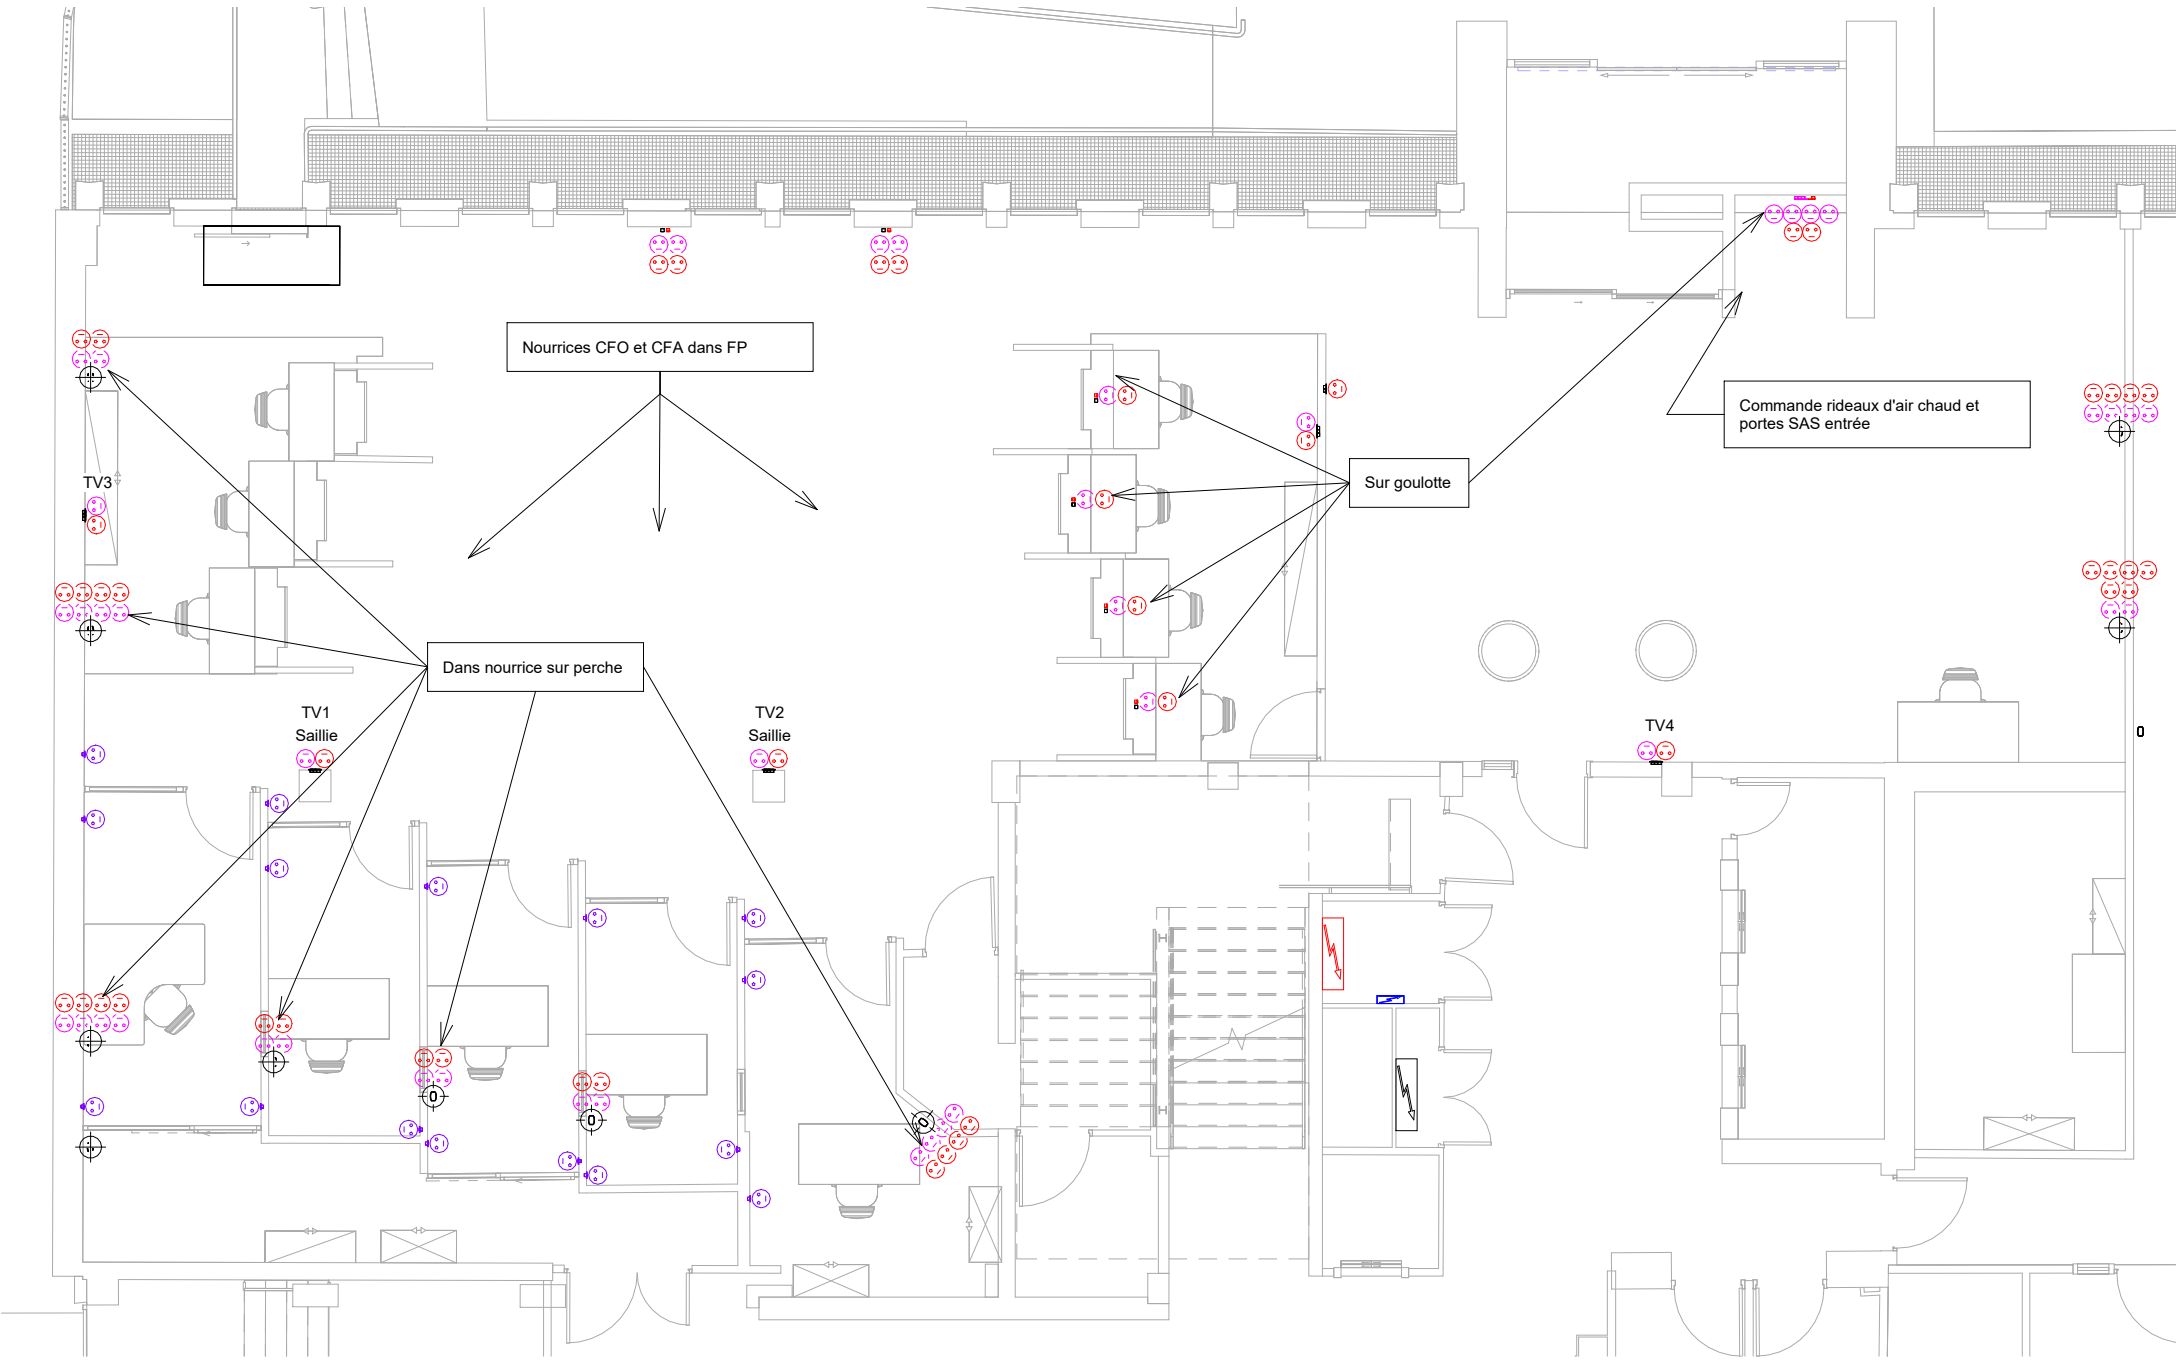 Nourrices CFO et CFA dans FP
Commande rideaux d'air chaud et
portes SAS entrée
TV3
Sur goulotte
Dans nourrice sur perche
TV1
Saillie
TV2
Saillie
TV4